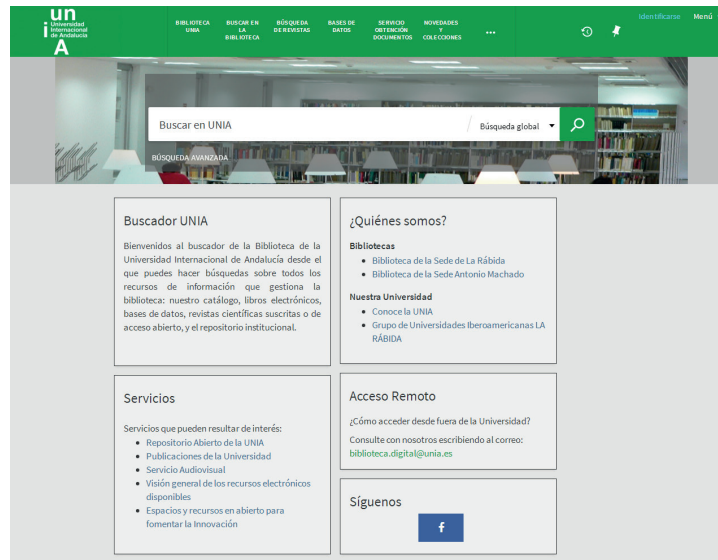 un
i Universidad
Internacional
de Andalucía
A
BIBLIOTECA
UNIA
BUSCAR EN
LA
BIBLIOTECA
BÚSQUEDA
DE REVISTAS
BASES DE
DATOS
SERVICIO
OBTENCIÓN
DOCUMENTOS
NOVEDADES
Y
COLECCIONES
...
Identificarse Menú
Buscar en UNIA / Búsqueda global
BÚSQUEDA AVANZADA
Buscador UNIA
Bienvenidos al buscador de la Biblioteca de la
Universidad Internacional de Andalucía desde el
que puedes hacer búsquedas sobre todos los
recursos de información que gestiona la
biblioteca: nuestro catálogo, libros electrónicos,
bases de datos, revistas científicas suscritas o de
acceso abierto, y el repositorio institucional.
¿Quiénes somos?
Bibliotecas
• Biblioteca de la Sede de La Rábida
• Biblioteca de la Sede Antonio Machado
Nuestra Universidad
• Conoce la UNIA
• Grupo de Universidades Iberoamericanas LA
RÁBIDA
Servicios
Servicios que pueden resultar de interés:
• Repositorio Abierto de la UNIA
• Publicaciones de la Universidad
• Servicio Audiovisual
• Visión general de los recursos electrónicos
disponibles
• Espacios y recursos en abierto para
fomentar la Innovación
Acceso Remoto
¿Cómo acceder desde fuera de la Universidad?
Consulte con nosotros escribiendo al correo:
biblioteca.digital@unia.es
Síguenos
f